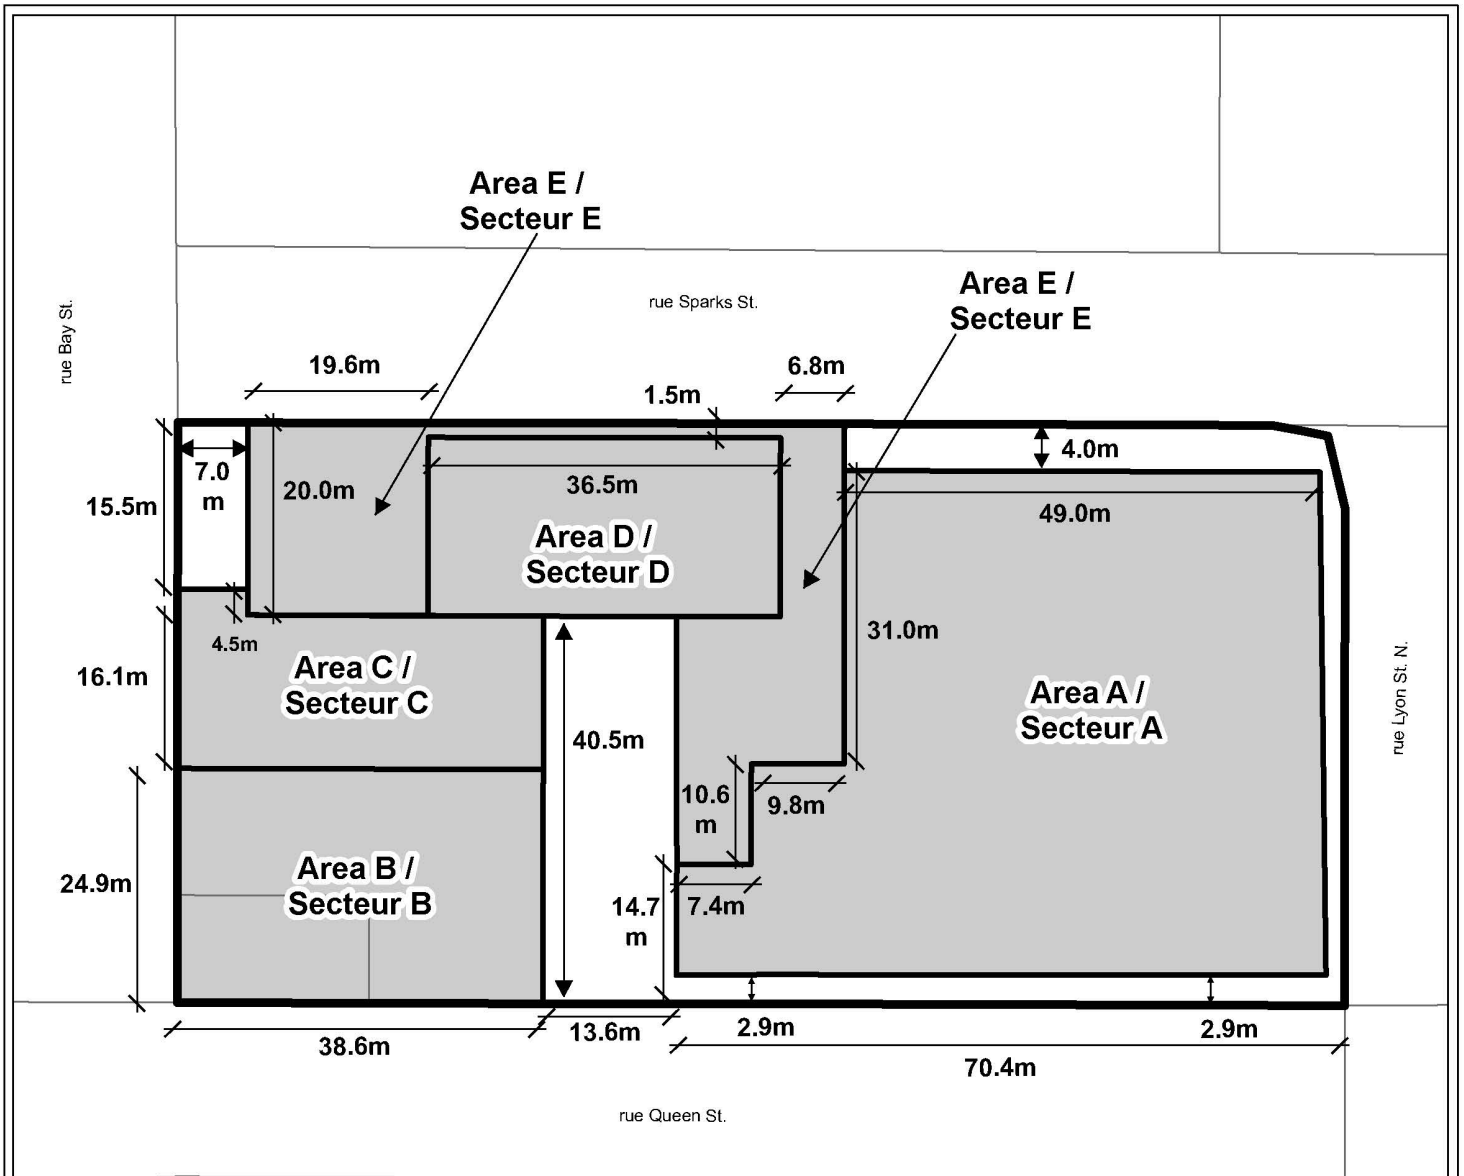 Area E /
Secteur E
Area E /
Secteur E
rue Sparks St.
rue Bay St.
19.6m
6.8m
1.5m
4.0m
7.0
m
20.0m
36.5m
15.5m
49.0m
Area D /
Secteur D
31.0m
4.5m
16.1m
Area C /
Secteur C
Area A /
Secteur A
rue Lyon St. N.
40.5m
10.6
m
9.8m
24.9m
Area B /
Secteur B
14.7
m
7.4m
38.6m
13.6m
2.9m
2.9m
70.4m
rue Queen St.